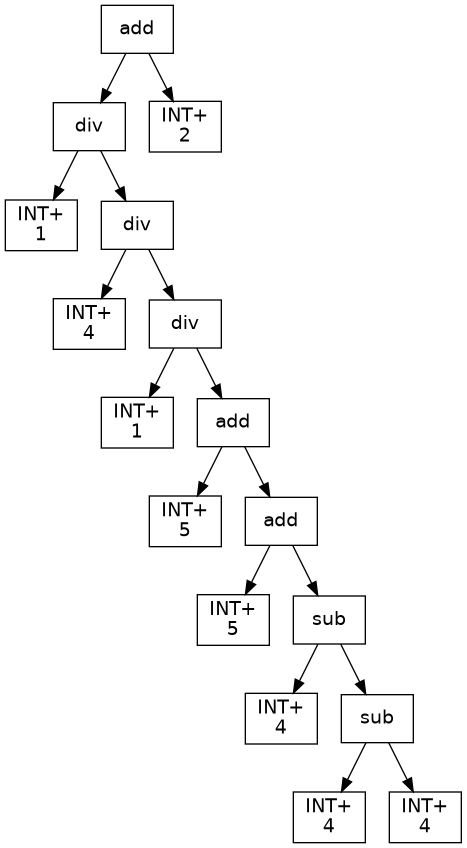 add
div
INT+
2
INT+
1
div
INT+
4
div
INT+
1
add
INT+
5
add
INT+
5
sub
INT+
4
sub
INT+
4
INT+
4